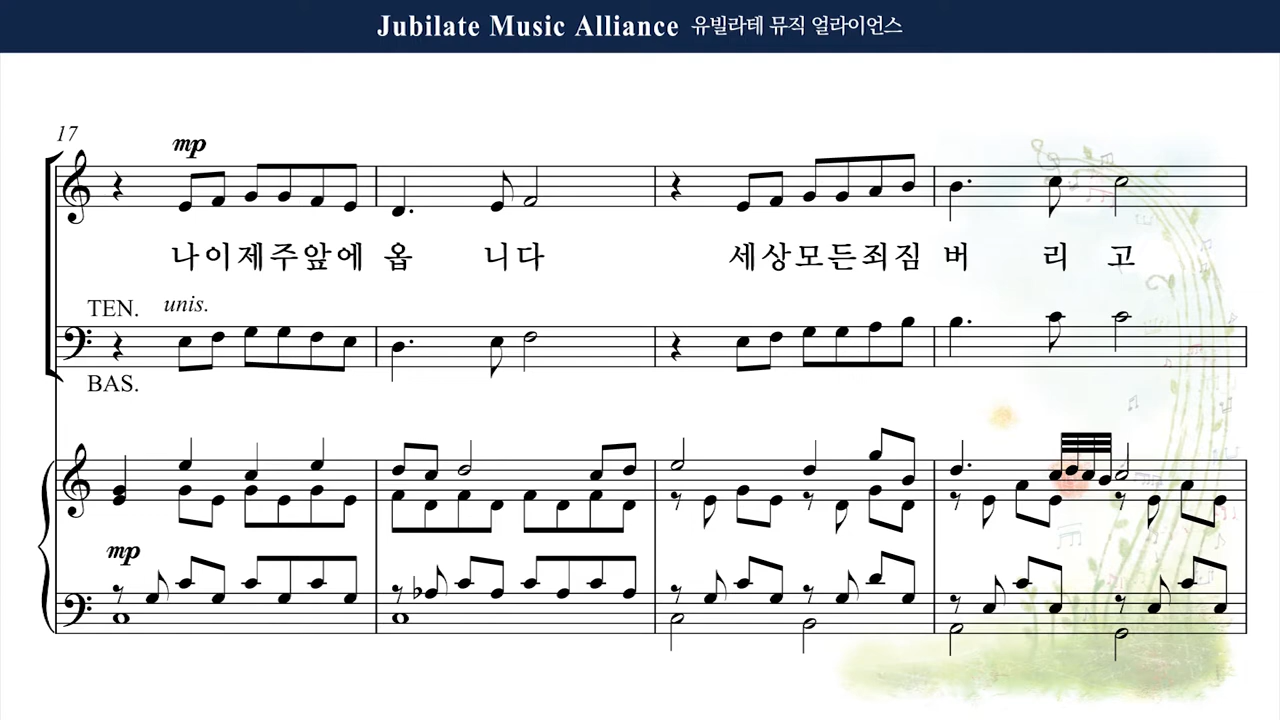 Jubilate Music Alliance 유빌라테 뮤직 얼라이언스
17
mp
나이제주앞에 옵 니다 세상모든죄짐 버 리 고
TEN. unis.
BAS.
mp